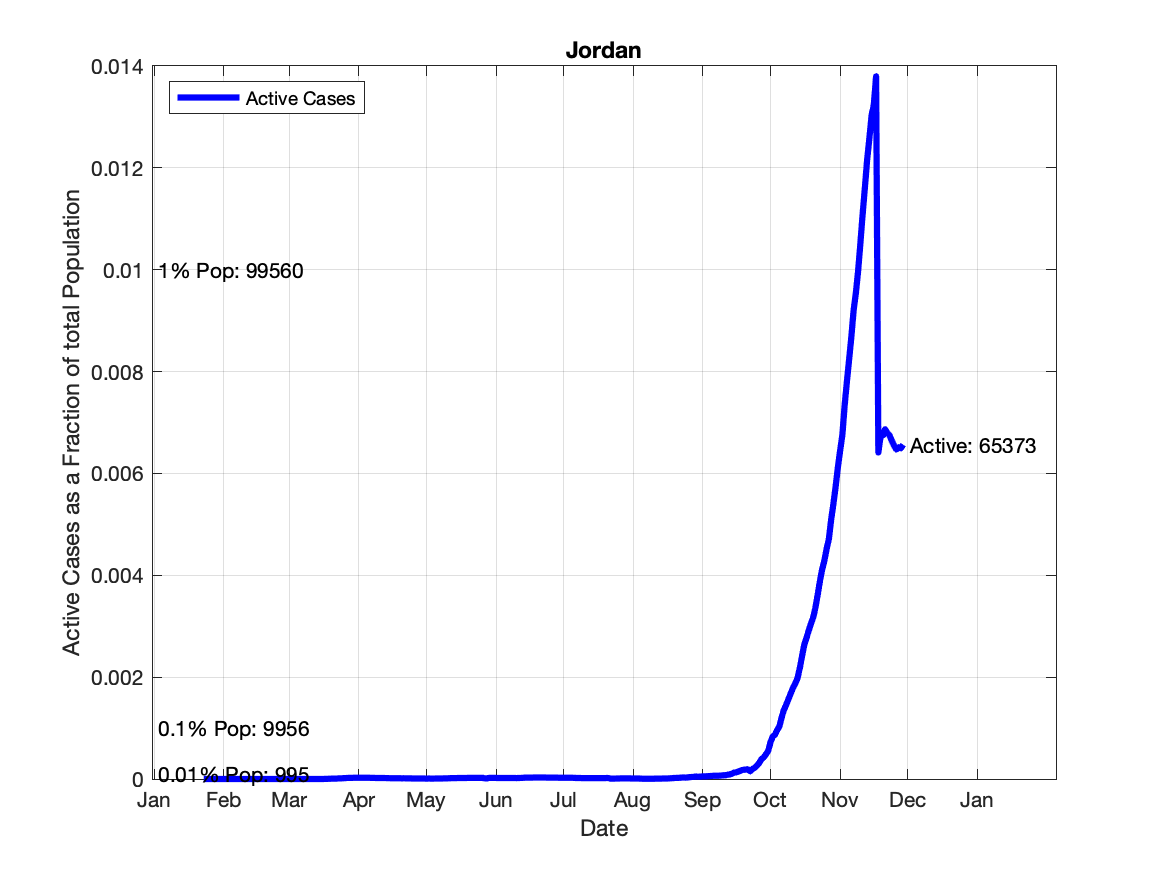 Jordan
Active Cases
Active Cases as a Fraction of total Population
0.014
0.012
0.01
0.008
0.006
0.004
0.002
0
1% Pop: 99560
0.1% Pop: 9956
0.01% Pop: 995
Active: 65373
Jan Feb Mar Apr May Jun Jul Aug Sep Oct Nov Dec Jan
Date